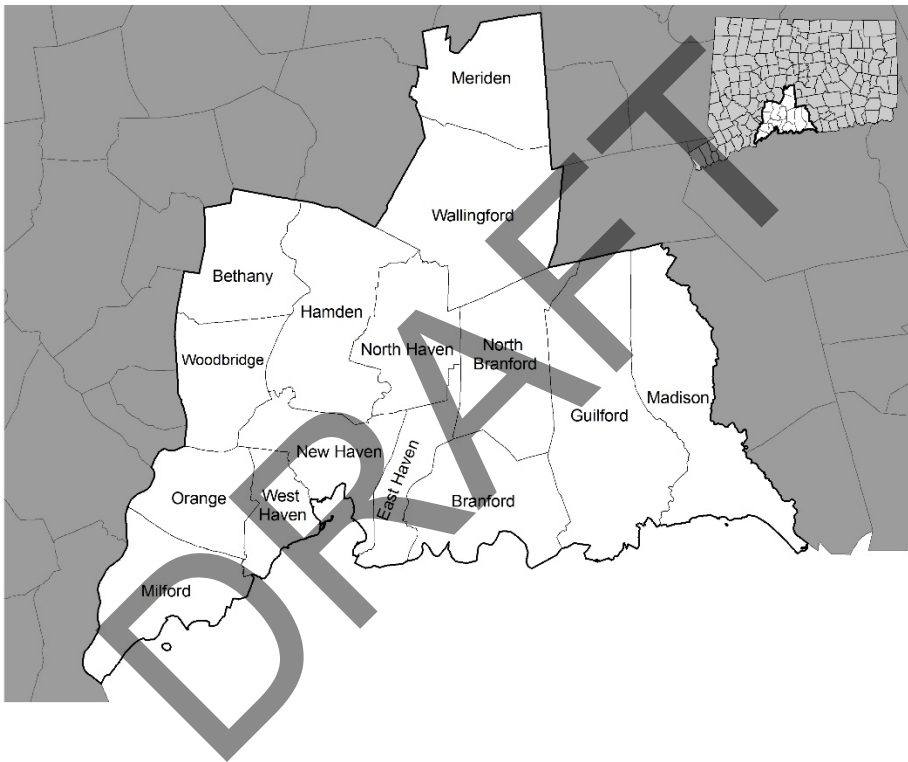 Meriden
Wallingford
Bethany
Hamden
North Haven
North
Branford
Woodbridge
Madison
Guilford
New Haven
East Haven
Orange
West
Haven
Branford
Milford
DRAFT